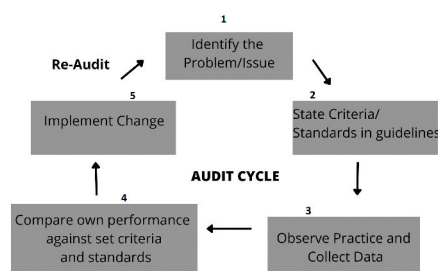 1
Identify the
Problem/Issue
Re-Audit
5
Implement Change
2
State Criteria/
Standards in guidelines
AUDIT CYCLE
4
Compare own performance
against set criteria
and standards
3
Observe Practice and
Collect Data